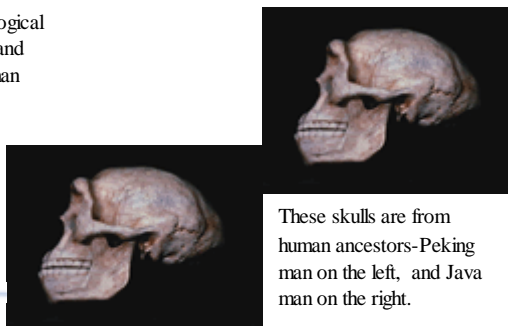 ogical
and
an
These skulls are from
human ancestors-Peking
man on the left, and Java
man on the right.